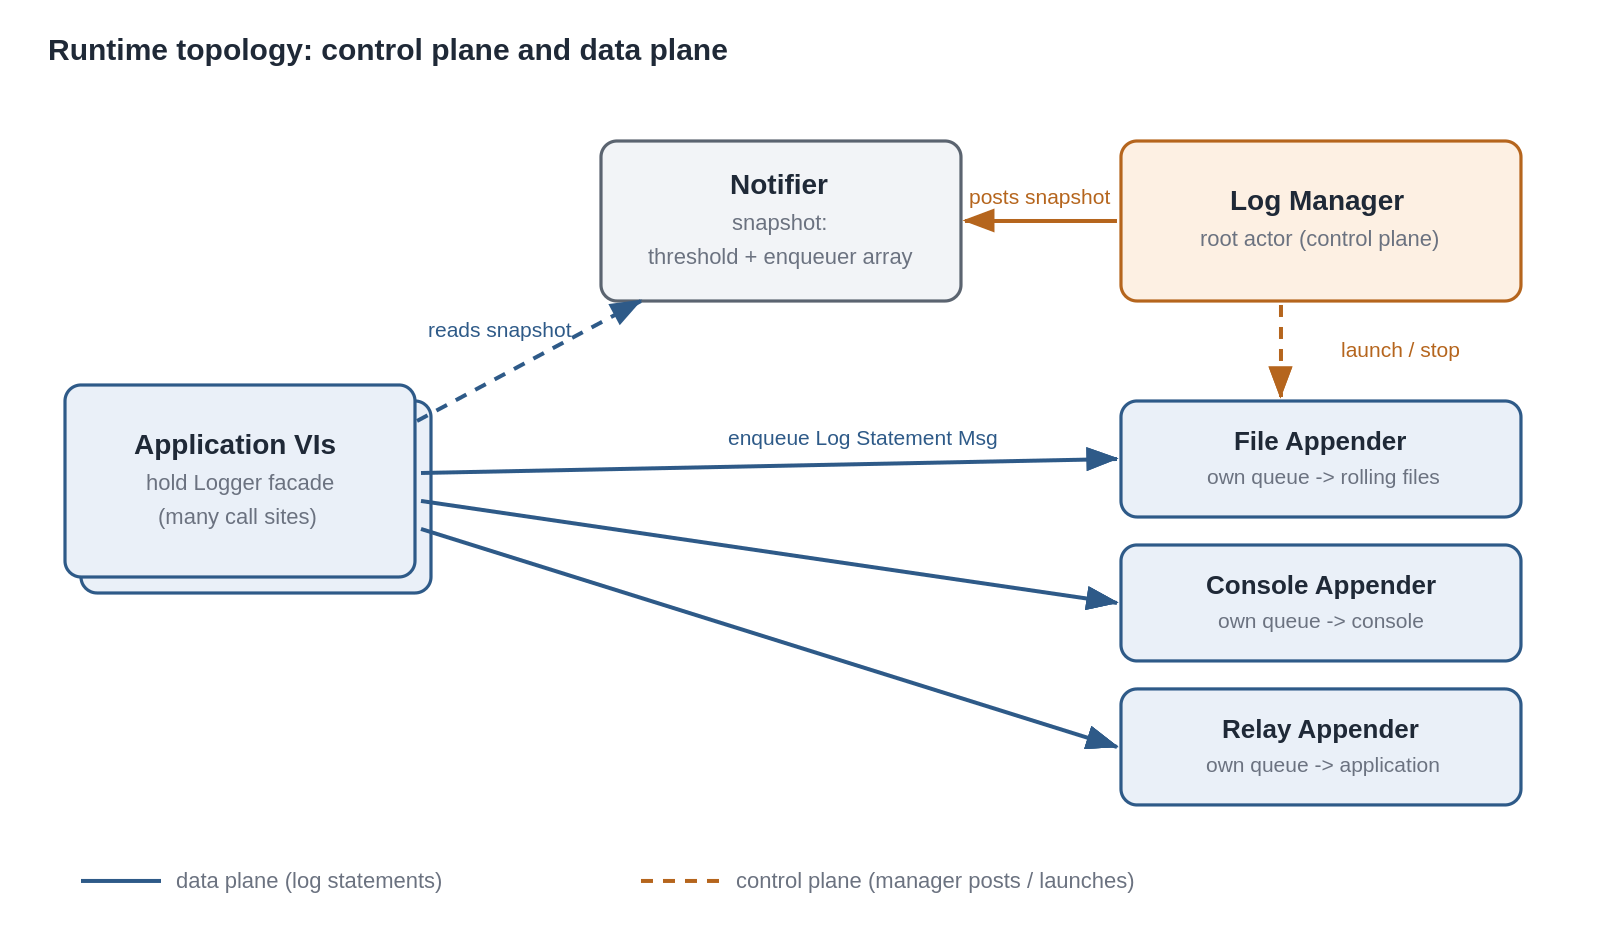 Runtime topology: control plane and data plane
Notifier
snapshot:
threshold + enqueuer array
posts snapshot
Log Manager
root actor (control plane)
reads snapshot
launch / stop
Application VIs
hold Logger facade
(many call sites)
enqueue Log Statement Msg
File Appender
own queue -> rolling files
Console Appender
own queue -> console
Relay Appender
own queue -> application
data plane (log statements)
control plane (manager posts / launches)